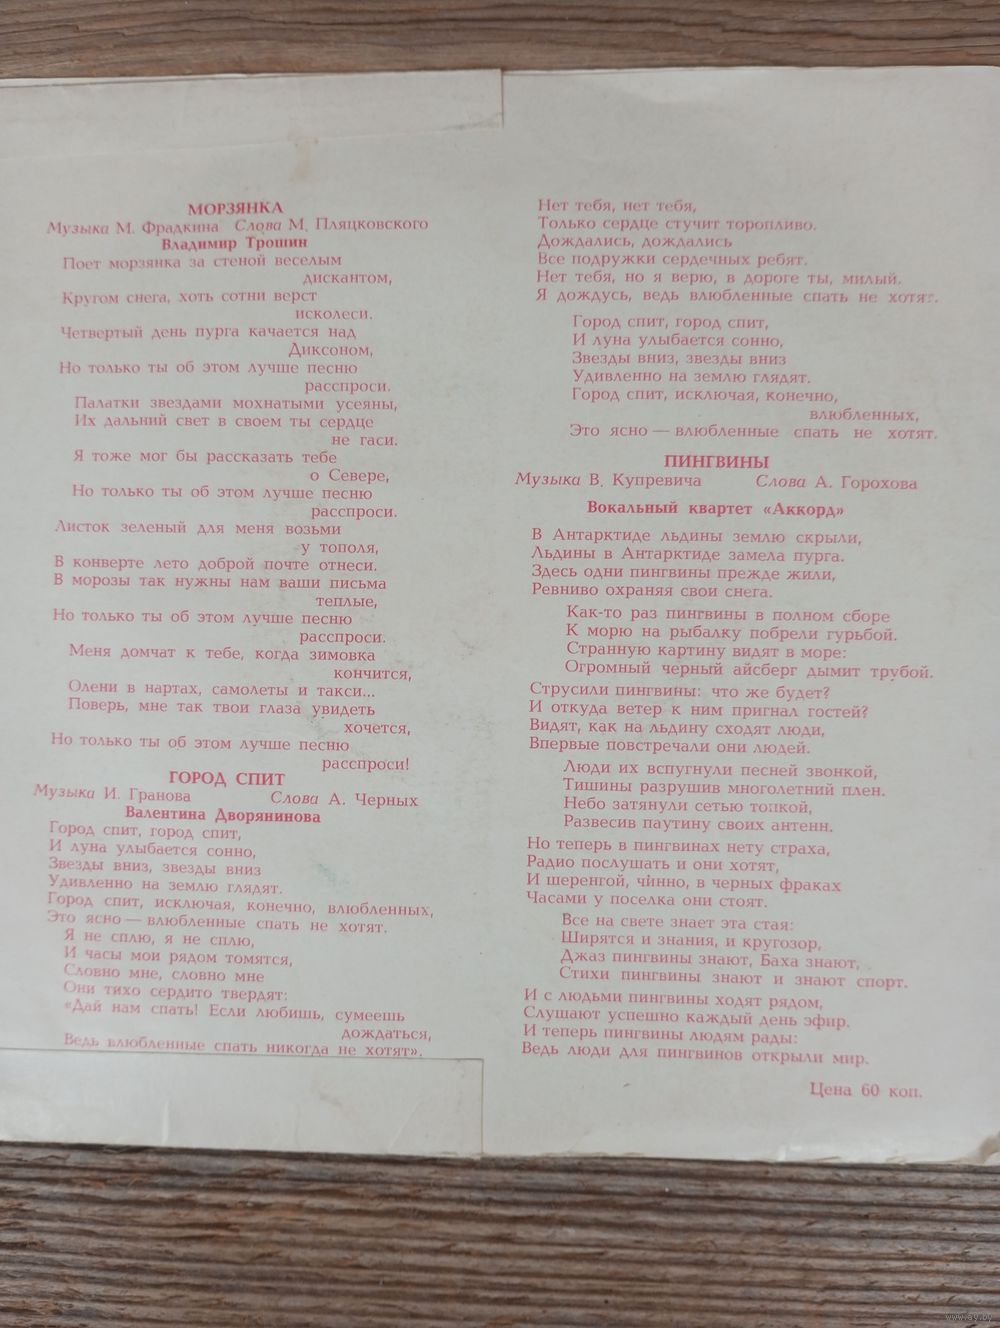 МОРЗЯНКА
Музыка М. Фрадкина Слова М. Пляцковского
Владимир Трошин
Поет морзянка за стеной веселым
дискантом,
Кругом снега, хоть сотни верст
исколеси.
Четвертый день пурга качается над
Диксоном,
Но только ты об этом лучше песню
расспроси.
Палатки звездами мохнатыми усеяны,
Их дальний свет в своем ты сердце
не гаси.
Я тоже мог бы рассказать тебе
о Севере,
Но только ты об этом лучше песню
расспроси.
Листок зеленый для меня возьми
у тополя,
В конверте лето доброй почте отнеси.
В морозы так нужны нам ваши письма
теплые,
Но только ты об этом лучше песню
расспроси.
Меня домчат к тебе, когда зимовка
кончится,
Олени в нартах, самолеты и такси...
Поверь, мне так твои глаза увидеть
хочется,
Но только ты об этом лучше песню
расспроси!
ГОРОД СПИТ
Музыка И. Гранова Слова А. Черных
Валентина Дворянинова
Город спит, город спит,
И луна улыбается сонно,
Звезды вниз, звезды вниз
Удивленно на землю глядят.
Город спит, исключая, конечно, влюбленных,
Это ясно — влюбленные спать не хотят.
Я не сплю, я не сплю,
И часы мои рядом томятся,
Словно мне, словно мне
Они тихо сердито твердят:
«Дай нам спать! Если любишь, сумеешь
дождаться,
Ведь влюбленные спать никогда не хотят».
Нет тебя, нет тебя,
Только сердце стучит торопливо.
Дождались, дождались
Все подружки сердечных ребят.
Нет тебя, но я верю, в дороге ты, милый.
Я дождусь, ведь влюбленные спать не хотят.
Город спит, город спит,
И луна улыбается сонно,
Звезды вниз, звезды вниз
Удивленно на землю глядят.
Город спит, исключая, конечно,
влюбленных,
Это ясно — влюбленные спать не хотят.
ПИНГВИНЫ
Музыка В. Купревича Слова А. Горохова
Вокальный квартет «Аккорд»
В Антарктиде льдины землю скрыли,
Льдины в Антарктиде замела пурга.
Здесь одни пингвины прежде жили,
Ревниво охраняя свои снега.
Как-то раз пингвины в полном сборе
К морю на рыбалку побрели гурьбой.
Странную картину видят в море:
Огромный черный айсберг дымит трубой.
Струсили пингвины: что же будет?
И откуда ветер к ним пригнал гостей?
Видят, как на льдину сходят люди,
Впервые повстречали они людей.
Люди их вспугнули песней звонкой,
Тишины разрушив многолетний плен.
Небо затянули сетью тонкой,
Развесив паутину своих антенн.
Но теперь в пингвинах нету страха,
Радио послушать и они хотят,
И шеренгой, чинно, в черных фраках
Часами у поселка они стоят.
Все на свете знает эта стая:
Ширятся и знания, и кругозор,
Джаз пингвины знают, Баха знают,
Стихи пингвины знают и знают спорт.
И с людьми пингвины ходят рядом,
Слушают успешно каждый день эфир.
И теперь пингвины людям рады:
Ведь люди для пингвинов открыли мир.
Цена 60 коп.
www.ay.by